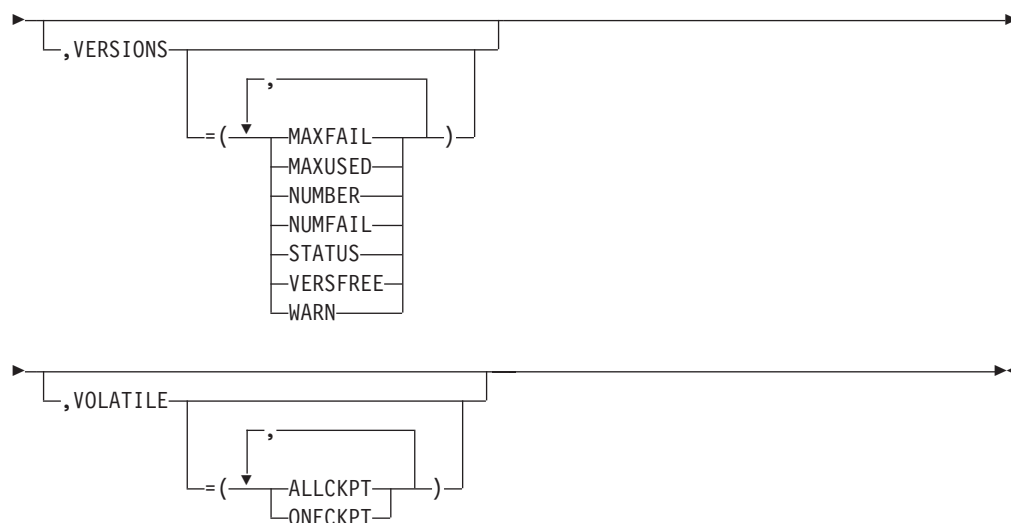 ,VERSIONS
,
=( MAXFAIL )
MAXUSED
NUMBER
NUMFAIL
STATUS
VERSFREE
WARN
,VOLATILE
,
=( ALLCKPT )
ONECKPT